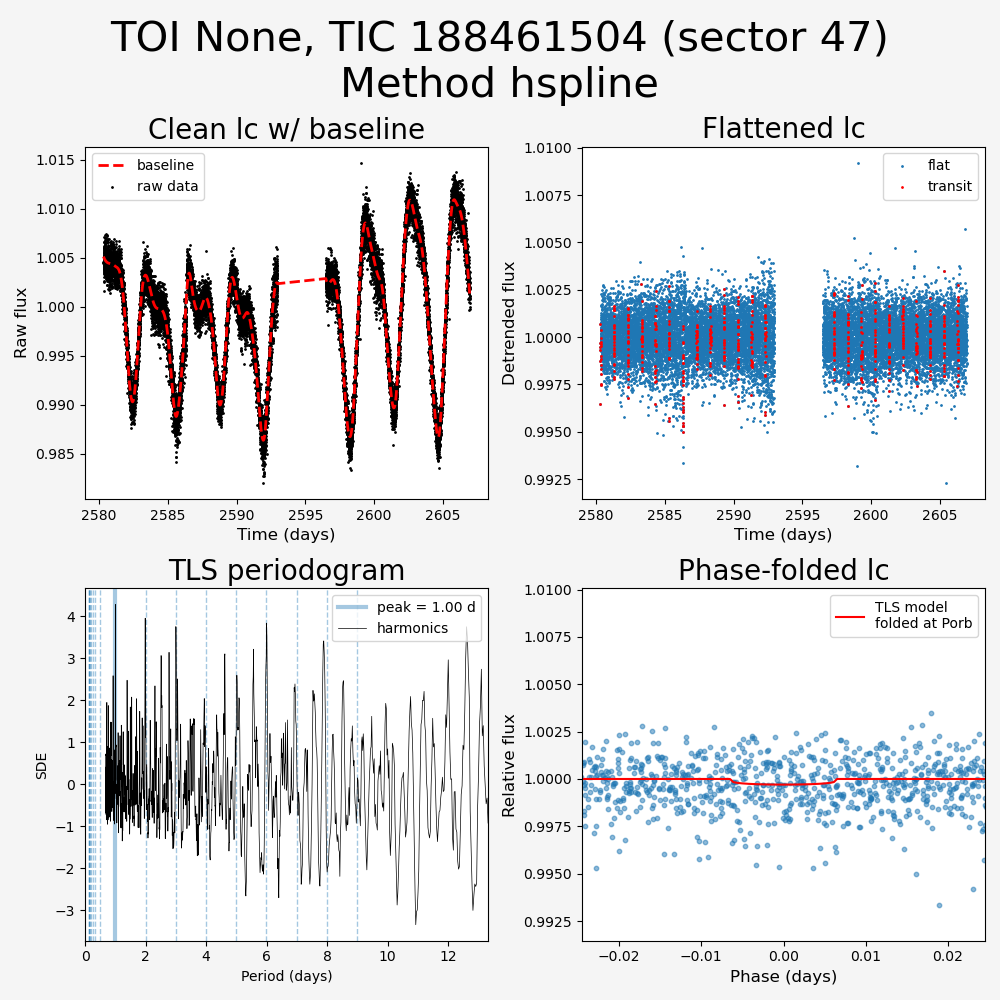 TOI None, TIC 188461504 (sector 47)
Method hspline
Clean lc w/ baseline
baseline
raw data
1.015
1.010
1.005
1.000
0.995
0.990
0.985
Raw flux
2580
2585
2590
2595
2600
2605
Time (days)
Flattened lc
flat
transit
1.0100
1.0075
1.0050
1.0025
1.0000
0.9975
0.9950
0.9925
Detrended flux
2580
2585
2590
2595
2600
2605
Time (days)
TLS periodogram
peak = 1.00 d
harmonics
4
3
2
1
0
−1
−2
−3
SDE
0
2
4
6
8
10
12
Period (days)
Phase-folded lc
TLS model
folded at Porb
1.0100
1.0075
1.0050
1.0025
1.0000
0.9975
0.9950
0.9925
Relative flux
−0.02
−0.01
0.00
0.01
0.02
Phase (days)